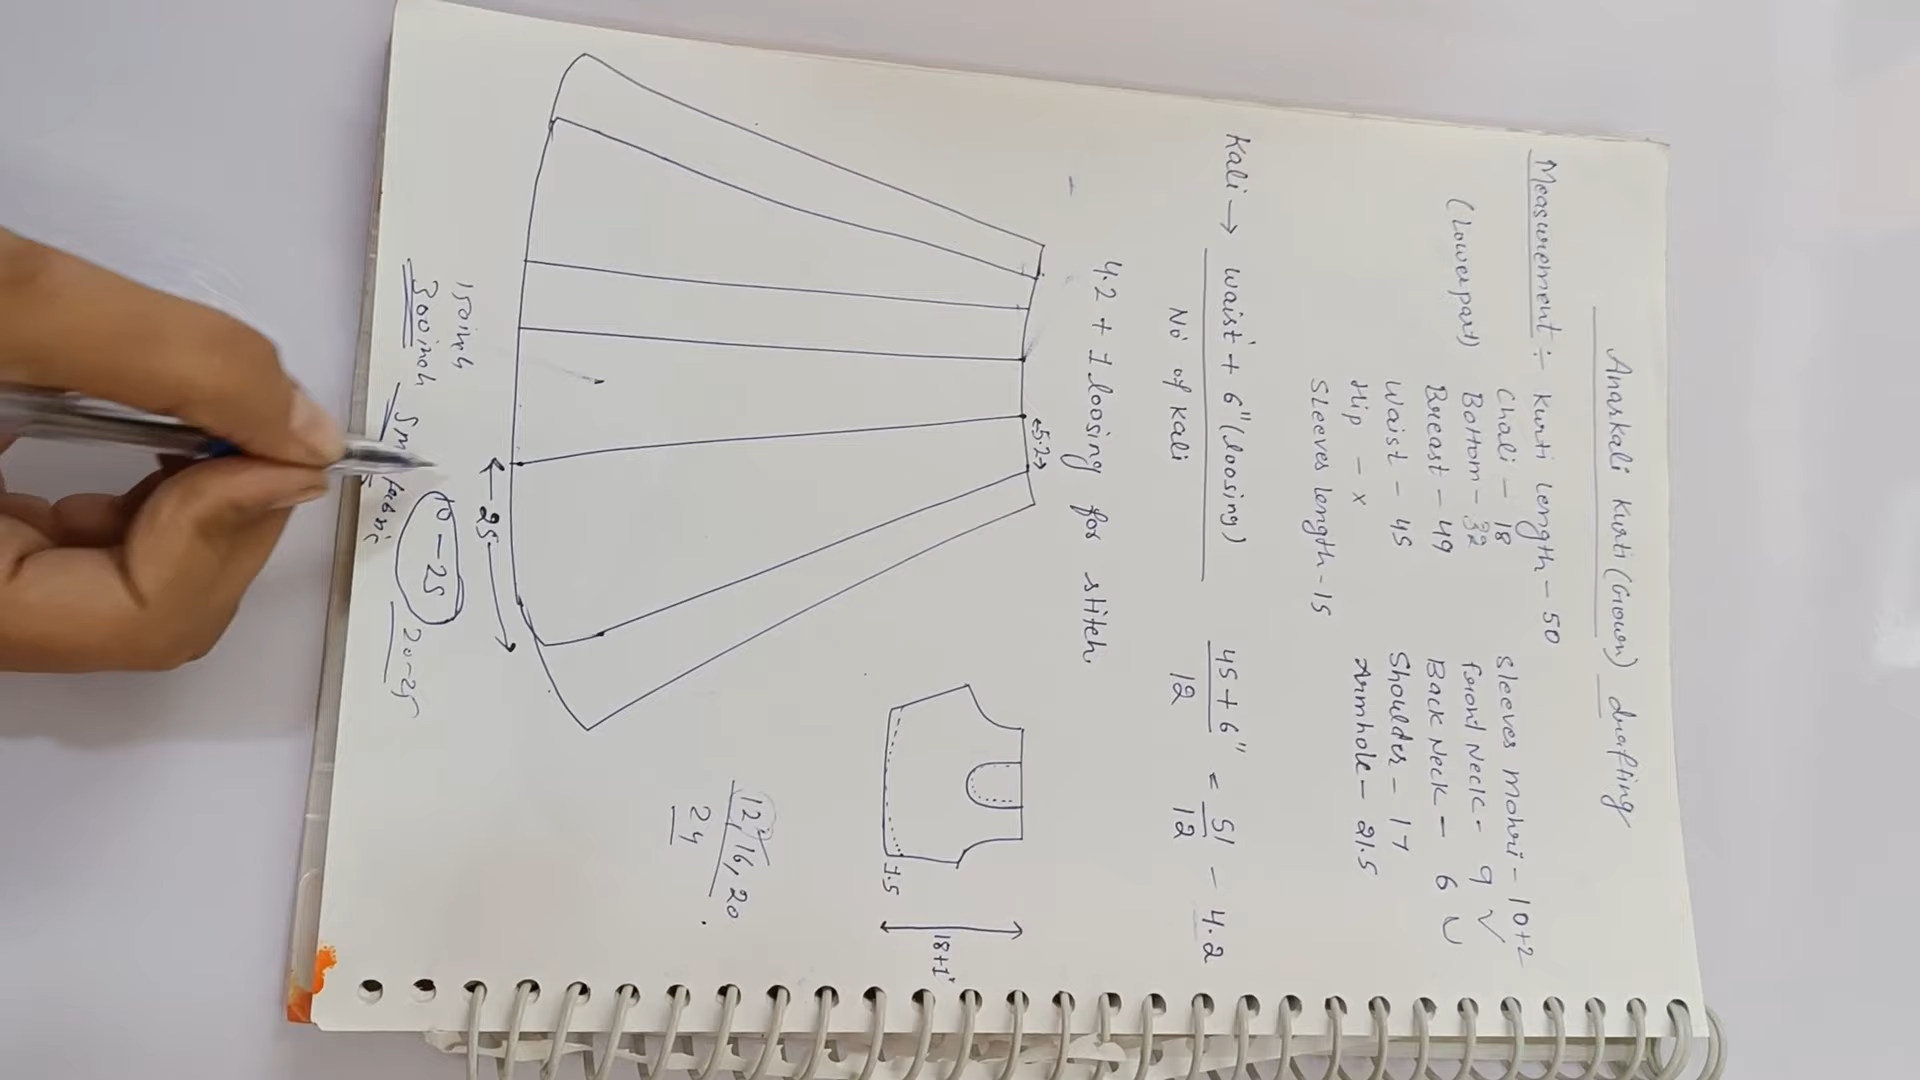 Anarkali Kurti (Gown) drafting
Measurement :- Kurti length - 50
Choli - 18
(Lowerpart) Bottom - 32
Breast - 49
Waist - 45
Hip - x
Sleeves length - 15
Sleeves mohri - 10+2
front Neck - 9 ✓
Back Neck - 6
Shoulder - 17
Armhole - 21.5
Kali → waist + 6" (loosing)
No of Kali
45 + 6"
12
= 51
12
- 4.2
4.2 + 1 loosing for stitch
←5.2→
1.5
18+1"
← 25 →
12, 16, 20
24
150 inch
300 inch
10 - 25
5m fabric
20-25